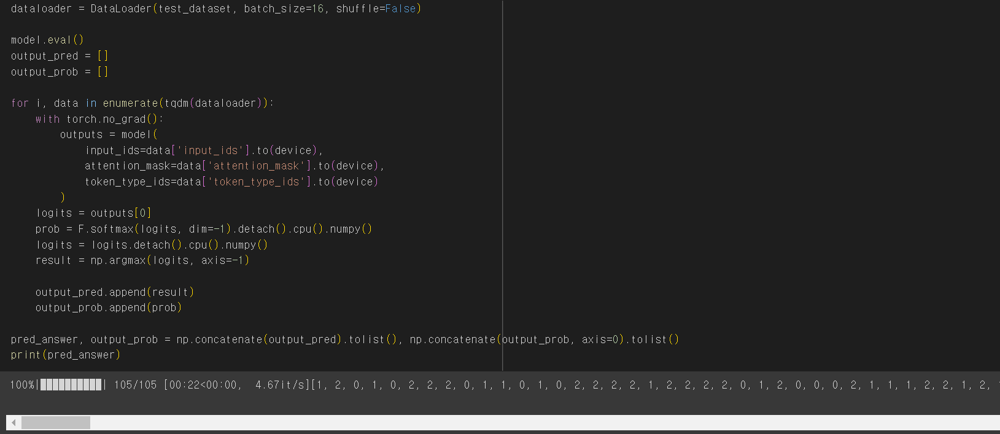 dataloader = DataLoader(test_dataset, batch_size=16, shuffle=False)
model.eval()
output_pred = []
output_prob = []
for i, data in enumerate(tqdm(dataloader)):
    with torch.no_grad():
        outputs = model(
            input_ids=data['input_ids'].to(device),
            attention_mask=data['attention_mask'].to(device),
            token_type_ids=data['token_type_ids'].to(device)
        )
    logits = outputs[0]
    prob = F.softmax(logits, dim=-1).detach().cpu().numpy()
    logits = logits.detach().cpu().numpy()
    result = np.argmax(logits, axis=-1)
    output_pred.append(result)
    output_prob.append(prob)
pred_answer, output_prob = np.concatenate(output_pred).tolist(), np.concatenate(output_prob, axis=0).tolist()
print(pred_answer)
100%|██████████| 105/105 [00:22<00:00,  4.67it/s][1, 2, 0, 1, 0, 2, 2, 2, 0, 1, 1, 0, 1, 0, 2, 2, 2, 2, 1, 2, 2, 2, 2, 0, 1, 2, 0, 0, 0, 2, 1, 1, 1, 2, 2, 1, 2,